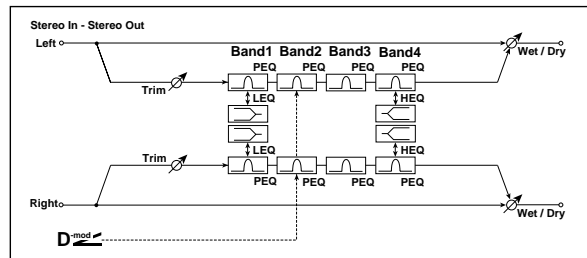 Stereo In - Stereo Out
Left
Band1 Band2 Band3 Band4
Wet / Dry
PEQ PEQ PEQ PEQ
Trim
LEQ HEQ
LEQ HEQ
Trim
PEQ PEQ PEQ PEQ
Right
Wet / Dry
D-mod